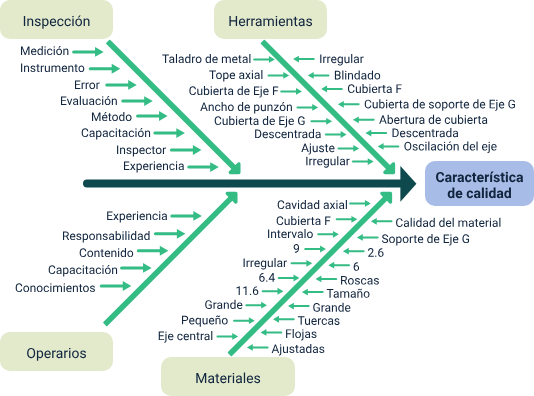 Inspección
Medición
Instrumento
Error
Evaluación
Método
Capacitación
Inspector
Experiencia
Herramientas
Taladro de metal
Tope axial
Cubierta de Eje F
Ancho de punzón
Cubierta de Eje G
Descentrada
Ajuste
Irregular
Irregular
Blindado
Cubierta F
Cubierta de soporte de Eje G
Abertura de cubierta
Descentrada
Oscilación del eje
Característica
de calidad
Experiencia
Responsabilidad
Contenido
Capacitación
Conocimientos
Operarios
Cavidad axial
Cubierta F
Intervalo
9
Irregular
6.4
11.6
Grande
Pequeño
Eje central
Calidad del material
Soporte de Eje G
2.6
6
Roscas
Tamaño
Grande
Tuercas
Flojas
Ajustadas
Materiales